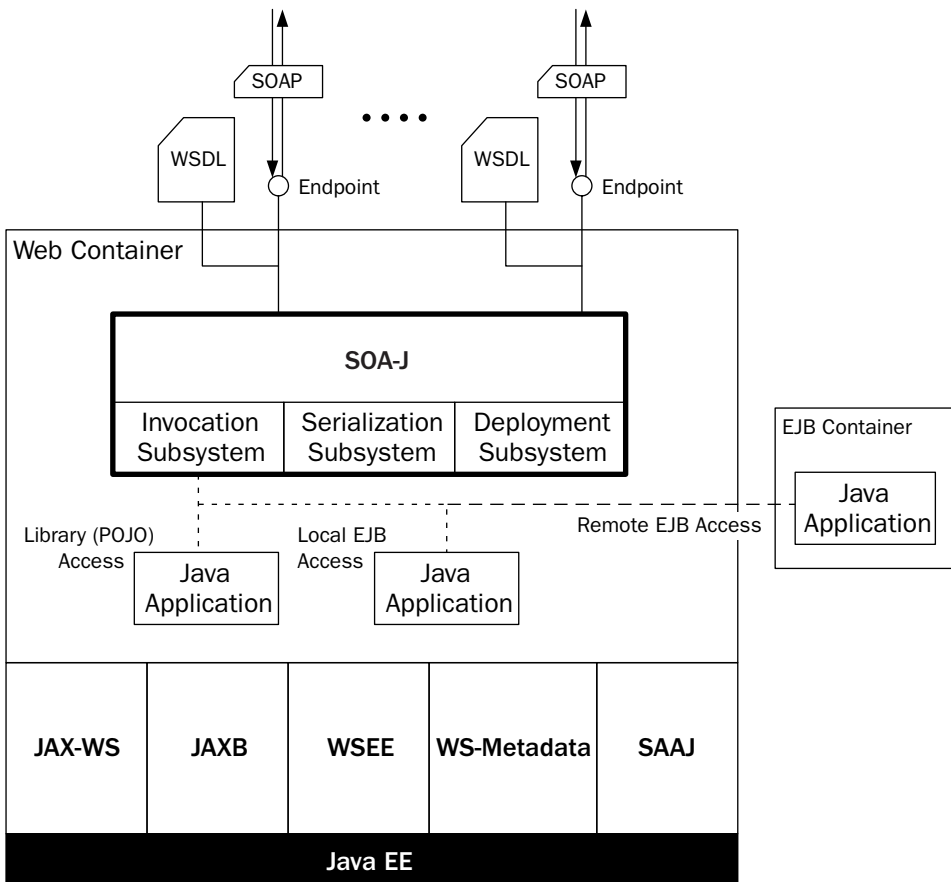 SOAP
SOAP
WSDL
WSDL
Endpoint
Endpoint
Web Container
SOA-J
Invocation
Subsystem
Serialization
Subsystem
Deployment
Subsystem
EJB Container
Java
Application
Remote EJB Access
Library (POJO)
Access
Local EJB
Access
Java
Application
Java
Application
JAX-WS
JAXB
WSEE
WS-Metadata
SAAJ
Java EE